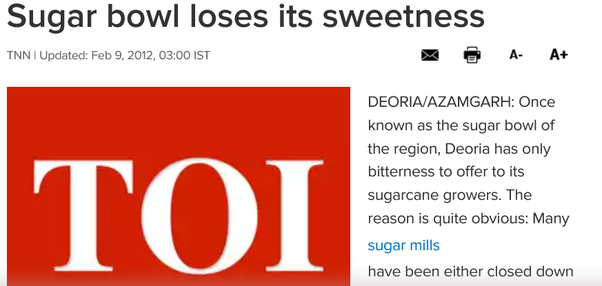 Sugar bowl loses its sweetness
TNN | Updated: Feb 9, 2012, 03:00 IST
A-
A+
TOI
DEORIA/AZAMGARH: Once
known as the sugar bowl of
the region, Deoria has only
bitterness to offer to its
sugarcane growers. The
reason is quite obvious: Many
sugar mills
have been either closed down